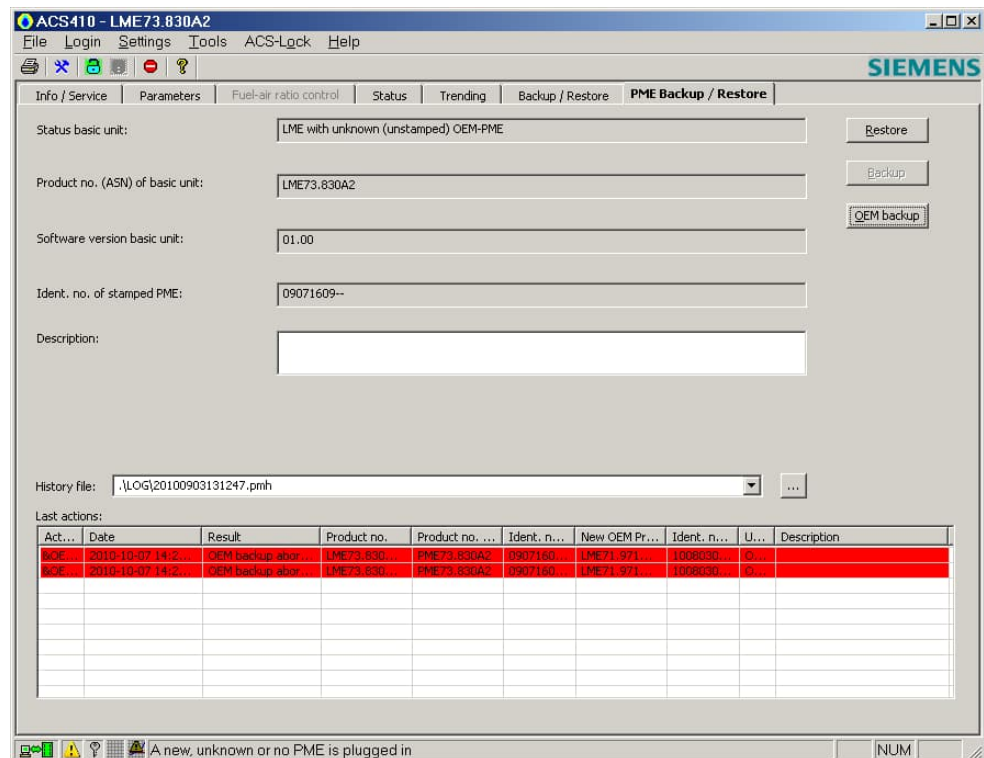 ACS410 - LME73.830A2
File Login Settings Tools ACS-Lock Help
SIEMENS
Info / Service Parameters Fuel-air ratio control Status Trending Backup / Restore PME Backup / Restore
Status basic unit: LME with unknown (unstamped) OEM-PME Restore
Product no. (ASN) of basic unit: LME73.830A2 Backup
OEM backup
Software version basic unit: 01.00
Ident. no. of stamped PME: 09071609--
Description:
History file: .\LOG\20100903131247.pmh ...
Last actions:
Act... Date Result Product no. Product no. ... Ident. n... New OEM Pr... Ident. n... U... Description
&OE... 2010-10-07 14:2... OEM backup abor... LME73.830... PME73.830A2 0907160... LME71.971... 1008030... O...
&OE... 2010-10-07 14:2... OEM backup abor... LME73.830... PME73.830A2 0907160... LME71.971... 1008030... O...
A new, unknown or no PME is plugged in NUM